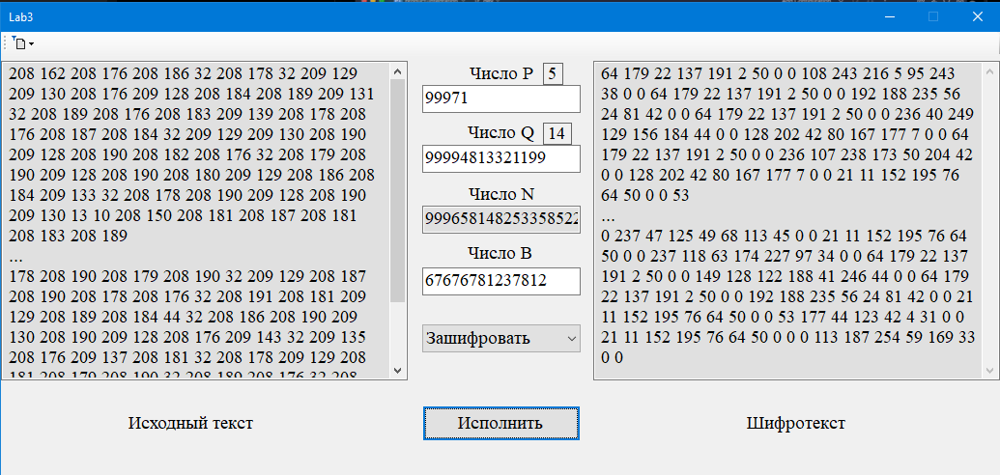 Lab3
208 162 208 176 208 186 32 208 178 32 209 129
209 130 208 176 209 128 208 184 208 189 209 131
32 208 189 208 176 208 183 209 139 208 178 208
176 208 187 208 184 32 209 129 209 130 208 190
209 128 208 190 208 182 208 176 32 208 179 208
190 209 128 208 190 208 180 209 129 208 186 208
184 209 133 32 208 178 208 190 209 128 208 190
209 130 13 10 208 150 208 181 208 187 208 181
208 183 208 189
...
178 208 190 208 179 208 190 32 209 129 208 187
208 190 208 178 208 176 32 208 191 208 181 209
129 208 189 208 184 44 32 208 186 208 190 209
130 208 190 209 128 208 176 209 143 32 209 135
208 176 209 137 208 181 32 208 178 208 179 209 128 208
181 208 179 208 190 32 208 189 208 176 32 208
Исходный текст
Число P 5
99971
Число Q 14
99994813321199
Число N
999658148253358522
Число B
67676781237812
Зашифровать
Исполнить
64 179 22 137 191 2 50 0 0 108 243 216 5 95 243
38 0 0 64 179 22 137 191 2 50 0 0 192 188 235 56
24 81 42 0 0 64 179 22 137 191 2 50 0 0 236 40 249
129 156 184 44 0 0 128 202 42 80 167 177 7 0 0 64
179 22 137 191 2 50 0 0 236 107 238 173 50 204 42
0 0 128 202 42 80 167 177 7 0 0 21 11 152 195 76
64 50 0 0 53
...
0 237 47 125 49 68 113 45 0 0 21 11 152 195 76 64
50 0 0 237 118 63 174 227 97 34 0 0 64 179 22 137
191 2 50 0 0 149 128 122 188 41 246 44 0 0 64 179
22 137 191 2 50 0 0 192 188 235 56 24 81 42 0 0 21
11 152 195 76 64 50 0 0 53 177 44 123 42 4 31 0 0
21 11 152 195 76 64 50 0 0 0 113 187 254 59 169 33
0 0
Шифротекст